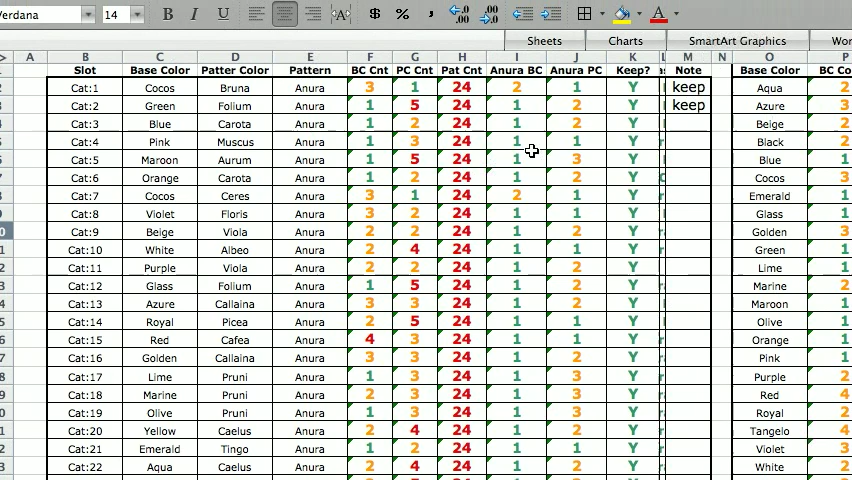 Verdana 14 B I U $ % , .00 .0
Sheets Charts SmartArt Graphics
A B C D E F G H I J K L M N O P
Slot Base Color Patter Color Pattern BC Cnt PC Cnt Pat Cnt Anura BC Anura PC Keep? Note Base Color BC Co
Cat:1 Cocos Bruna Anura 3 1 24 2 1 Y keep Aqua 2
Cat:2 Green Folium Anura 1 5 24 1 2 Y keep Azure 3
Cat:3 Blue Carota Anura 1 2 24 1 2 Y Beige 2
Cat:4 Pink Muscus Anura 1 3 24 1 1 Y Black 2
Cat:5 Maroon Aurum Anura 1 5 24 1 3 Y Blue 1
Cat:6 Orange Carota Anura 1 2 24 1 2 Y Cocos 3
Cat:7 Cocos Ceres Anura 3 1 24 2 1 Y Emerald 1
Cat:8 Violet Floris Anura 3 2 24 1 1 Y Glass 1
Cat:9 Beige Viola Anura 2 2 24 1 2 Y Golden 3
Cat:10 White Albeo Anura 2 4 24 1 1 Y Green 1
Cat:11 Purple Viola Anura 2 2 24 1 2 Y Lime 1
Cat:12 Glass Folium Anura 1 5 24 1 2 Y Marine 2
Cat:13 Azure Callaina Anura 3 3 24 1 2 Y Maroon 1
Cat:14 Royal Picea Anura 2 5 24 1 1 Y Olive 1
Cat:15 Red Cafea Anura 4 3 24 1 1 Y Orange 1
Cat:16 Golden Callaina Anura 3 3 24 1 2 Y Pink 1
Cat:17 Lime Pruni Anura 1 3 24 1 3 Y Purple 2
Cat:18 Marine Pruni Anura 2 3 24 1 3 Y Red 4
Cat:19 Olive Pruni Anura 1 3 24 1 3 Y Royal 2
Cat:20 Yellow Caelus Anura 2 4 24 1 2 Y Tangelo 4
Cat:21 Emerald Tingo Anura 1 2 24 1 1 Y Violet 3
Cat:22 Aqua Caelus Anura 2 4 24 1 2 Y White 2